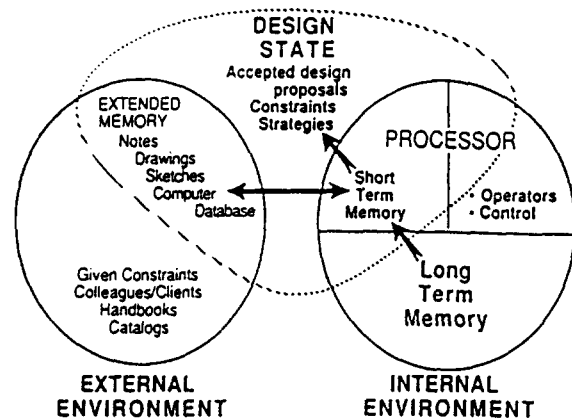 DESIGN
STATE
Accepted design
proposals
Constraints
Strategies
EXTENDED
MEMORY
Notes
Drawings
Sketches
Computer
Database
Given Constraints
Colleagues/Clients
Handbooks
Catalogs
PROCESSOR
Short
Term
Memory
• Operators
• Control
Long
Term
Memory
EXTERNAL
ENVIRONMENT
INTERNAL
ENVIRONMENT